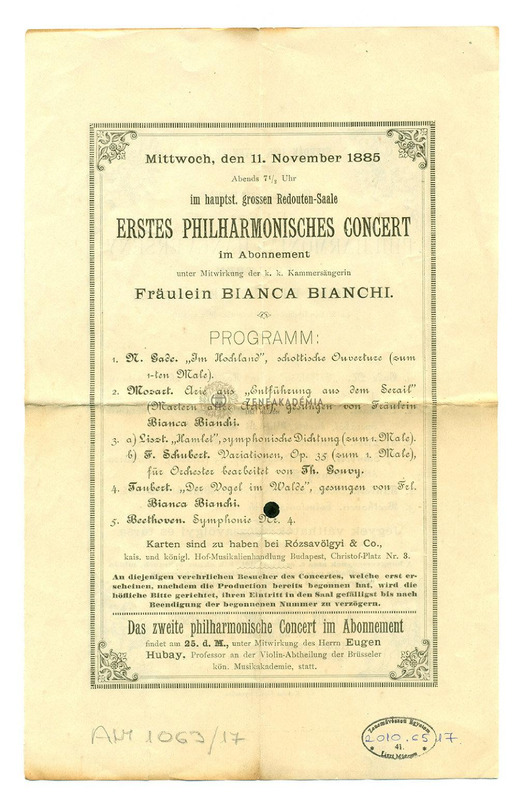 Mittwoch, den 11. November 1885
Abends 7½ Uhr
im hauptst. grossen Redouten-Saale
ERSTES PHILHARMONISCHES CONCERT
im Abonnement
unter Mitwirkung der k. k. Kammersängerin
Fräulein BIANCA BIANCHI.
PROGRAMM:
1. N. Gade. „Im Hochland", schottische Ouverture (zum
1-ten Male).
2. Mozart. Arie aus „Entführung aus dem Serail"
ZENEAKADÉMIA
(Martern aller Arten), gesungen von Fräulein
Bianca Bianchi.
3. a) Liszt. „Hamlet", symphonische Dichtung (zum 1. Male).
b) F. Schubert. Variationen, Op. 35 (zum 1. Male),
für Orchester bearbeitet von Th. Gouvy.
4. Taubert. „Der Vogel im Walde", gesungen von Frl.
Bianca Bianchi.
5. Beethoven. Symphonie Nr. 4.
Karten sind zu haben bei Rózsavölgyi & Co.,
kais. und königl. Hof-Musikalienhandlung Budapest, Christof-Platz Nr. 3.
An diejenigen verehrlichen Besucher des Concertes, welche erst er-
scheinen, nachdem die Production bereits begonnen hat, wird die
höfliche Bitte gerichtet, ihren Eintritt in den Saal gefälligst bis nach
Beendigung der begonnenen Nummer zu verzögern.
Das zweite philharmonische Concert im Abonnement
findet am 25. d. M., unter Mitwirkung des Herrn Eugen
Hubay, Professor an der Violin-Abtheilung der Brüsseler
kön. Musikakademie, statt.
AM 1063/17
Zeneművészeti Egyetem
2010.65.17.
41.
Liszt Múzeum